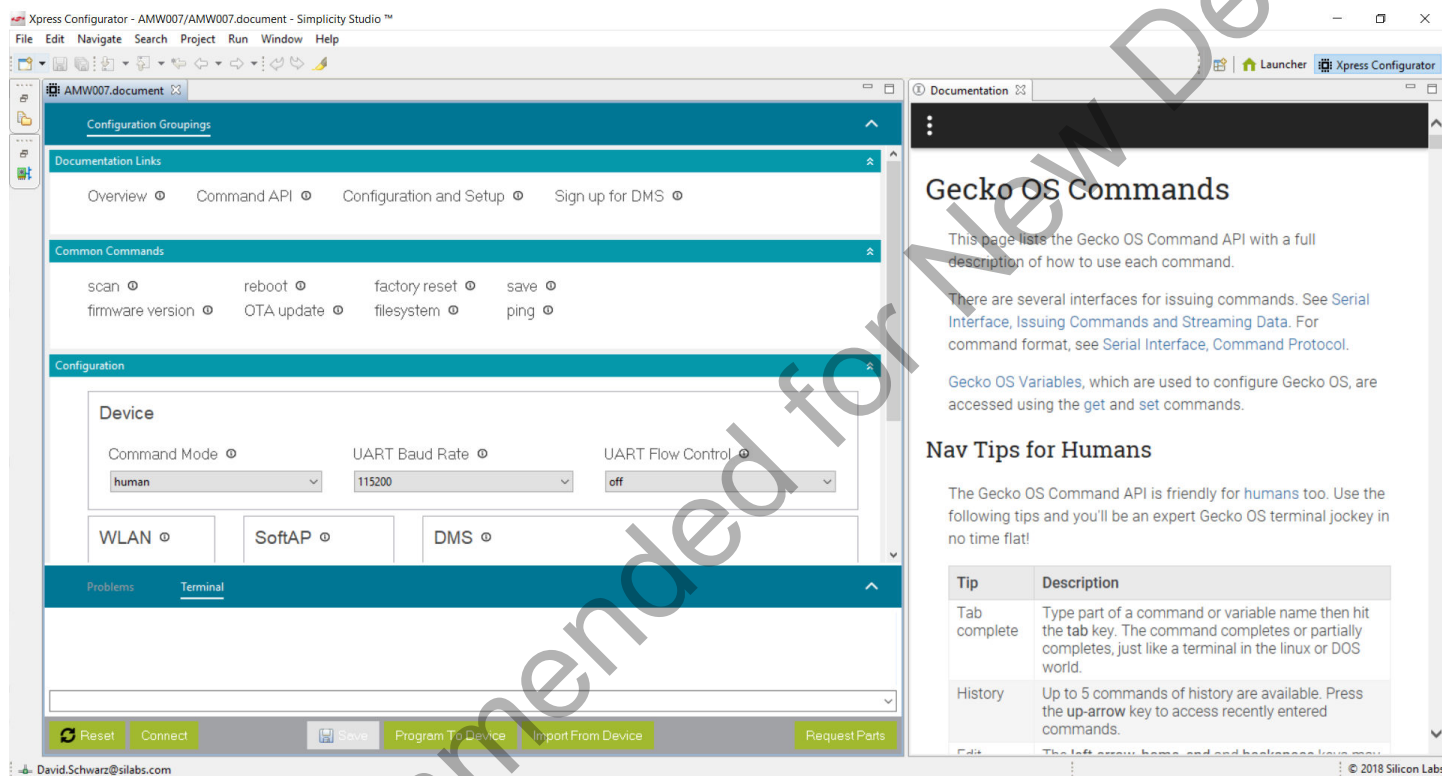 Xpress Configurator - AMW007/AMW007.document - Simplicity Studio ™
File Edit Navigate Search Project Run Window Help
Launcher Xpress Configurator
AMW007.document
Configuration Groupings
Documentation Links
Overview Command API Configuration and Setup Sign up for DMS
Common Commands
scan reboot factory reset save
firmware version OTA update filesystem ping
Configuration
Device
Command Mode UART Baud Rate UART Flow Control
human 115200 off
WLAN SoftAP DMS
Problems Terminal
Reset Connect Save Program To Device Import From Device Request Parts
David.Schwarz@silabs.com
Documentation
Gecko OS Commands
This page lists the Gecko OS Command API with a full
description of how to use each command.
There are several interfaces for issuing commands. See Serial
Interface, Issuing Commands and Streaming Data. For
command format, see Serial Interface, Command Protocol.
Gecko OS Variables, which are used to configure Gecko OS, are
accessed using the get and set commands.
Nav Tips for Humans
The Gecko OS Command API is friendly for humans too. Use the
following tips and you'll be an expert Gecko OS terminal jockey in
no time flat!
Tip Description
Tab Type part of a command or variable name then hit
complete the tab key. The command completes or partially
completes, just like a terminal in the linux or DOS
world.
History Up to 5 commands of history are available. Press
the up-arrow key to access recently entered
commands.
Edit The left-arrow, home, end and backspace keys may
© 2018 Silicon Labs
mended for New De